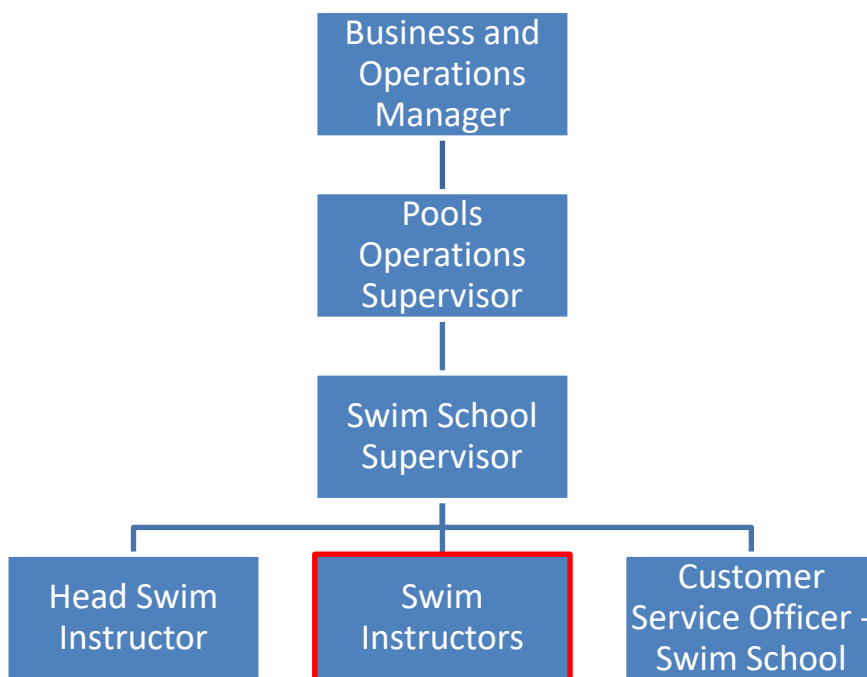 Business and
Operations
Manager
Pools
Operations
Supervisor
Swim School
Supervisor
Head Swim
Instructor
Swim
Instructors
Customer
Service Officer -
Swim School